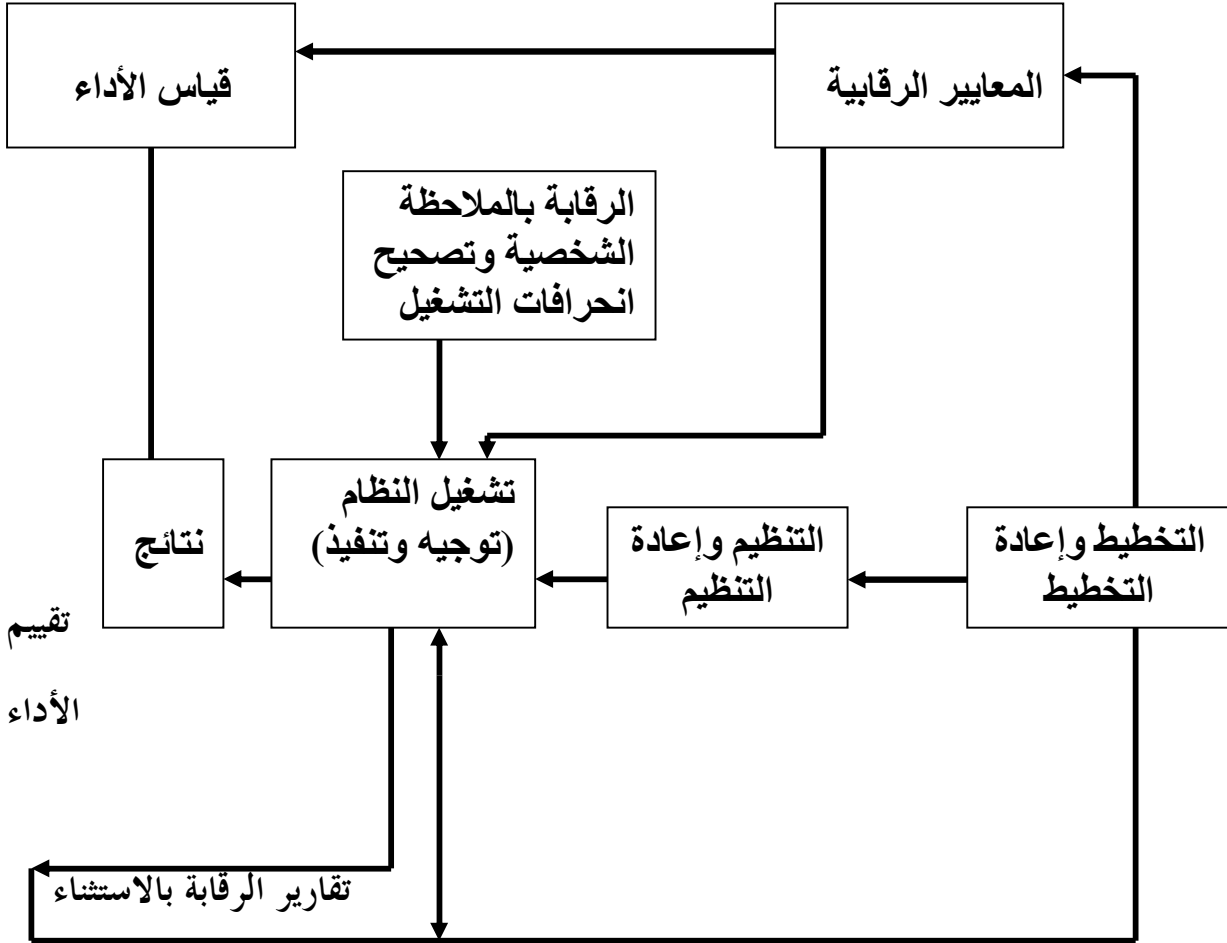 المعايير الرقابية
قياس الأداء
الرقابة بالملاحظة
الشخصية وتصحيح
انحرافات التشغيل
التخطيط وإعادة
التخطيط
التنظيم وإعادة
التنظيم
تشغيل النظام
(توجيه وتنفيذ)
نتائج
تقييم
الأداء
تقارير الرقابة بالاستثناء